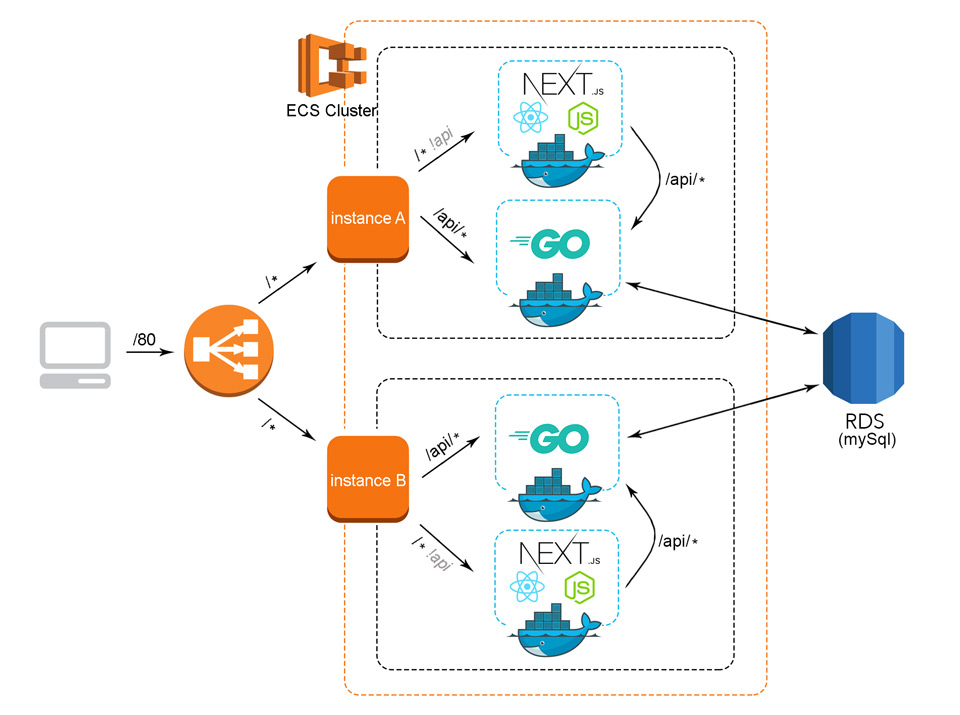 ECS Cluster
NEXT.JS
JS
/* !api
/api/*
instance A
/api/*
GO
/*
/80
RDS
(mySql)
/*
GO
/api/*
instance B
/* !api
NEXT.JS
JS
/api/*